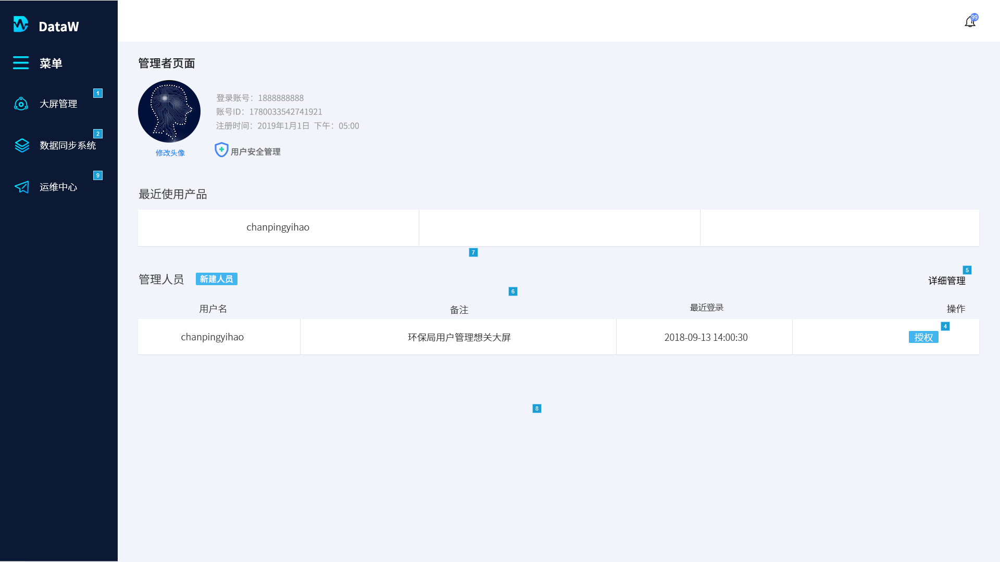 DataW
99
菜单
管理者页面
1
大屏管理
登录账号：1888888888
账号ID：1780033542741921
注册时间：2019年1月1日 下午：05:00
2
数据同步系统
修改头像
用户安全管理
9
运维中心
最近使用产品
chanpingyihao
7
管理人员
新建人员
5
详细管理
6
用户名
备注
最近登录
操作
4
chanpingyihao
环保局用户管理想关大屏
2018-09-13 14:00:30
授权
8